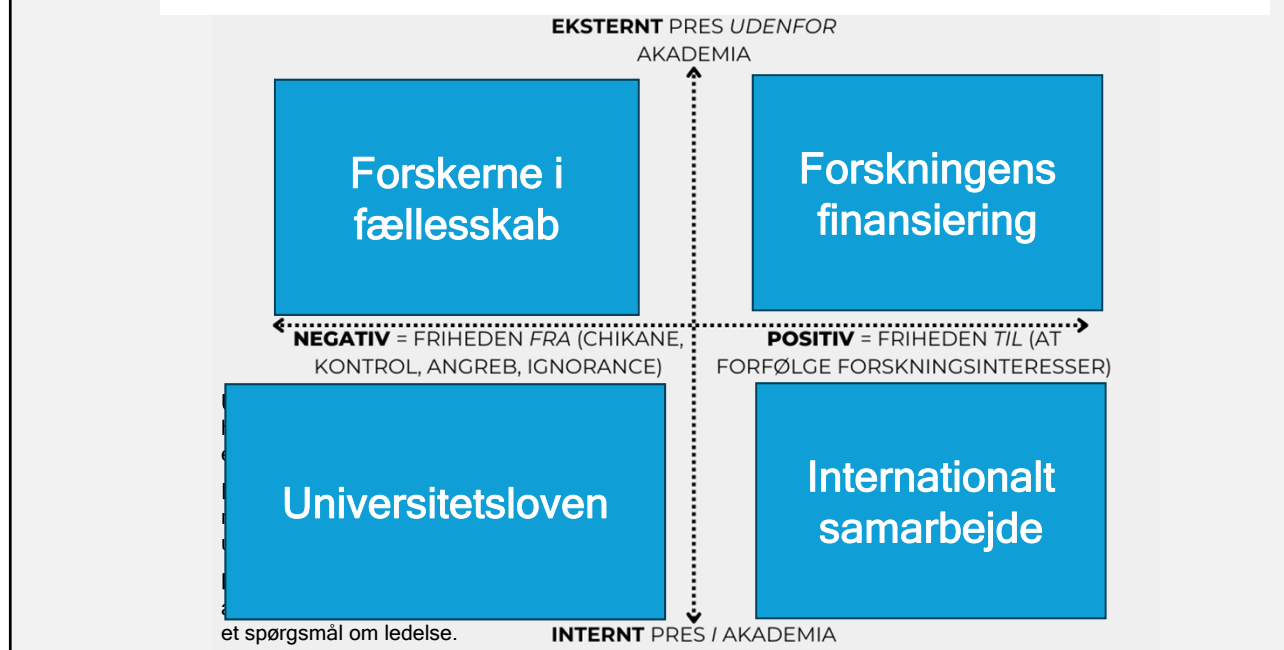 EKSTERNT PRES UDENFOR
AKADEMIA
Forskerne i
fællesskab
Forskningens
finansiering
NEGATIV = FRIHEDEN FRA (CHIKANE,
KONTROL, ANGREB, IGNORANCE)
POSITIV = FRIHEDEN TIL (AT
FORFØLGE FORSKNINGSINTERESSER)
Universitetsloven
Internationalt
samarbejde
et spørgsmål om ledelse.
INTERNT PRES I AKADEMIA